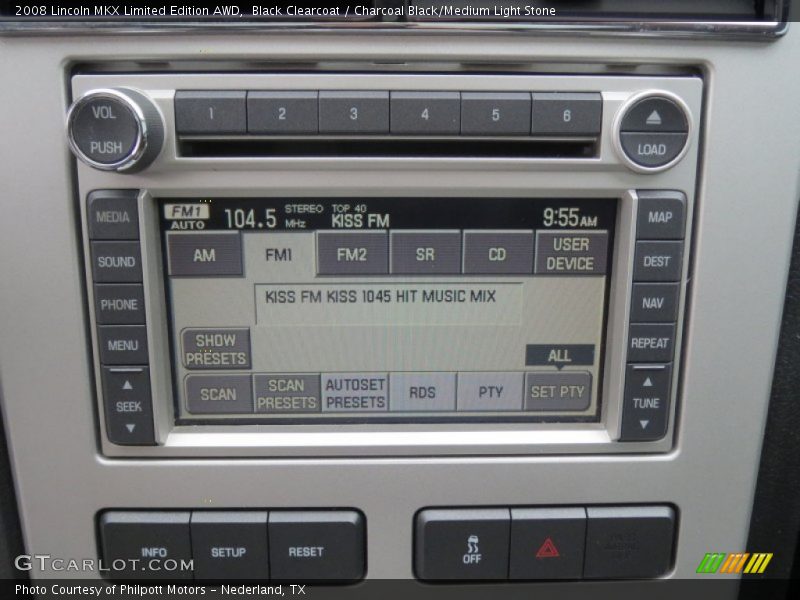 2008 Lincoln MKX Limited Edition AWD, Black Clearcoat / Charcoal Black/Medium Light Stone
VOL
PUSH
1 2 3 4 5 6
LOAD
MEDIA
SOUND
PHONE
MENU
SEEK
FM1
AUTO
104.5 MHz
STEREO
TOP 40
KISS FM
9:55 AM
AM FM1 FM2 SR CD USER DEVICE
KISS FM KISS 1045 HIT MUSIC MIX
SHOW PRESETS
ALL
SCAN
SCAN PRESETS
AUTOSET PRESETS
RDS
PTY
SET PTY
MAP
DEST
NAV
REPEAT
TUNE
INFO SETUP RESET
OFF
GTCARLOT.COM
Photo Courtesy of Philpott Motors - Nederland, TX